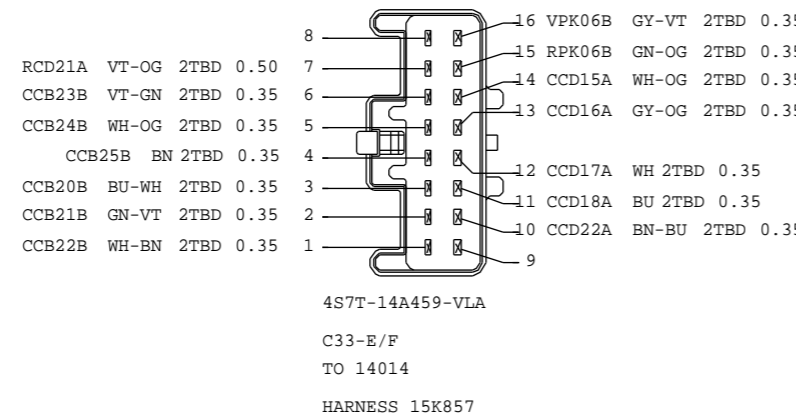 8
RCD21A VT-OG 2TBD 0.50 7
CCB23B VT-GN 2TBD 0.35 6
CCB24B WH-OG 2TBD 0.35 5
CCB25B BN 2TBD 0.35 4
CCB20B BU-WH 2TBD 0.35 3
CCB21B GN-VT 2TBD 0.35 2
CCB22B WH-BN 2TBD 0.35 1
16 VPK06B GY-VT 2TBD 0.35
15 RPK06B GN-OG 2TBD 0.35
14 CCD15A WH-OG 2TBD 0.35
13 CCD16A GY-OG 2TBD 0.35
12 CCD17A WH 2TBD 0.35
11 CCD18A BU 2TBD 0.35
10 CCD22A BN-BU 2TBD 0.35
9
4S7T-14A459-VLA
C33-E/F
TO 14014
HARNESS 15K857